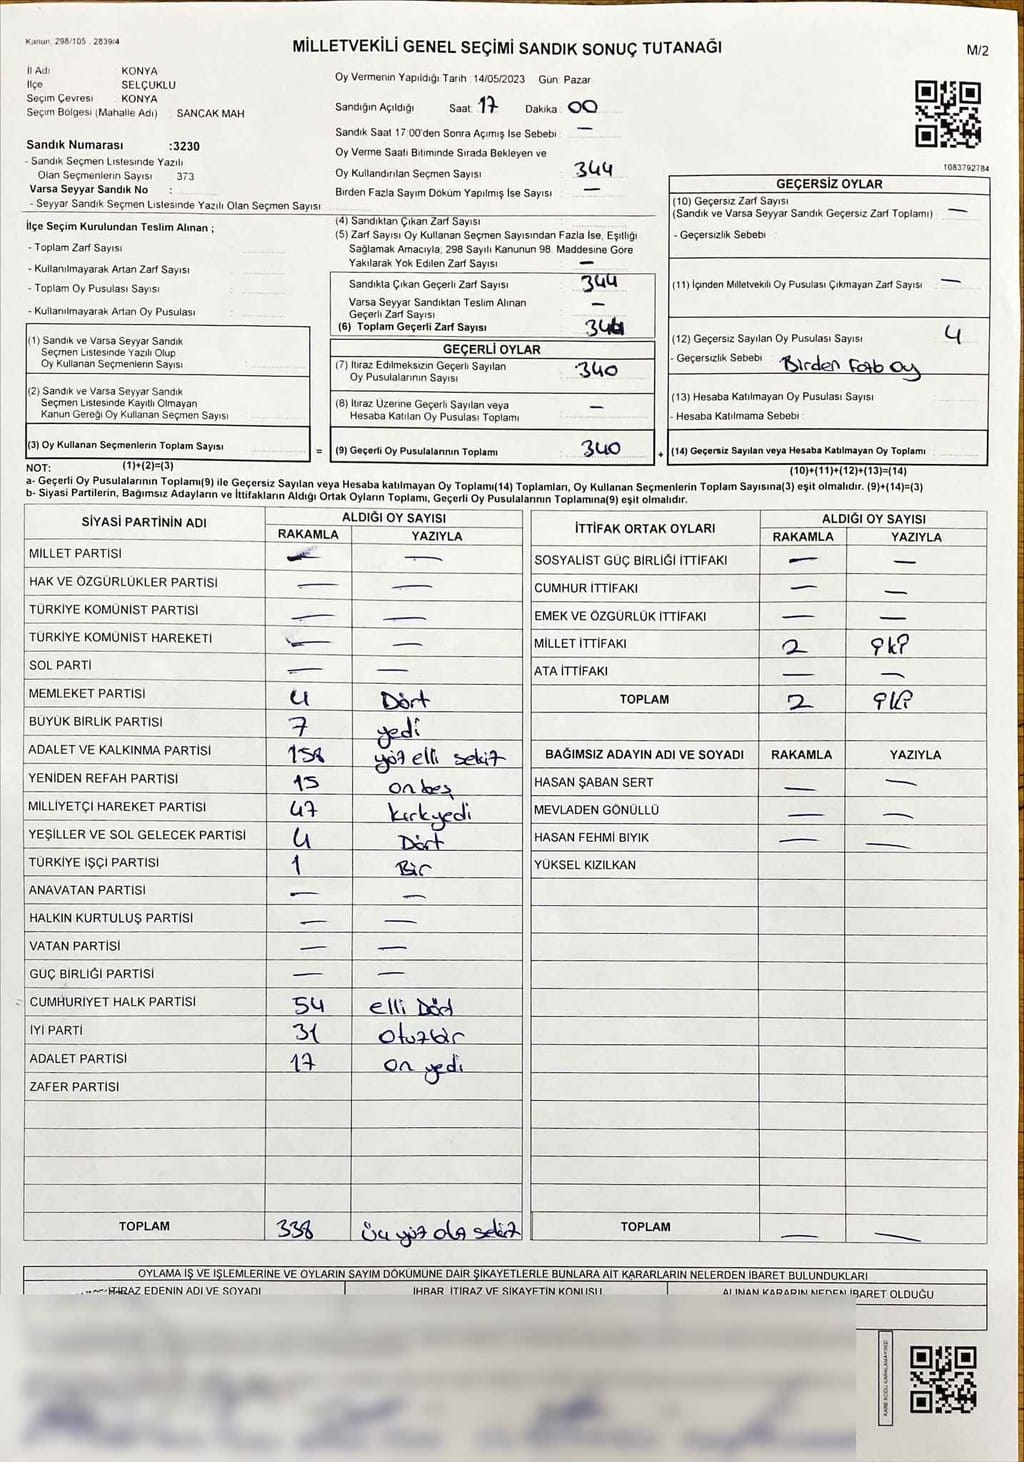 Kanun, 298/105 , 2839/4
MİLLETVEKİLİ GENEL SEÇİMİ SANDIK SONUÇ TUTANAĞI
M/2
İl Adı KONYA
İlçe SELÇUKLU
Seçim Çevresi KONYA
Seçim Bölgesi (Mahalle Adı) SANCAK MAH
Oy Vermenin Yapıldığı Tarih 14/05/2023 Gün Pazar
Sandığın Açıldığı Saat 17 Dakika 00
Sandık Saat 17:00'den Sonra Açımış İse Sebebi : —
Sandık Numarası :3230
- Sandık Seçmen Listesinde Yazılı
Olan Seçmenlerin Sayısı 373
Varsa Seyyar Sandık No :
- Seyyar Sandık Seçmen Listesinde Yazılı Olan Seçmen Sayısı
Oy Verme Saati Bitiminde Sırada Bekleyen ve
Oy Kullandırılan Seçmen Sayısı : 344
Birden Fazla Sayım Döküm Yapılmış İse Sayısı : —
1083792784
İlçe Seçim Kurulundan Teslim Alınan ;
- Toplam Zarf Sayısı :
- Kullanılmayarak Artan Zarf Sayısı :
- Toplam Oy Pusulası Sayısı :
- Kullanılmayarak Artan Oy Pusulası :
(4) Sandıktan Çıkan Zarf Sayısı :
(5) Zarf Sayısı Oy Kullanan Seçmen Sayısından Fazla İse, Eşitliği
Sağlamak Amacıyla, 298 Sayılı Kanunun 98. Maddesine Göre
Yakılarak Yok Edilen Zarf Sayısı : —
Sandıkta Çıkan Geçerli Zarf Sayısı : 344
Varsa Seyyar Sandıktan Teslim Alınan
Geçerli Zarf Sayısı : —
(6) Toplam Geçerli Zarf Sayısı : 344
GEÇERSİZ OYLAR
(10) Geçersiz Zarf Sayısı
(Sandık ve Varsa Seyyar Sandık Geçersiz Zarf Toplamı) : —
- Geçersizlik Sebebi :
(11) İçinden Milletvekili Oy Pusulası Çıkmayan Zarf Sayısı : —
(12) Geçersiz Sayılan Oy Pusulası Sayısı : 4
- Geçersizlik Sebebi : Birden Oy
(13) Hesaba Katılmayan Oy Pusulası Sayısı :
- Hesaba Katılmama Sebebi :
(14) Geçersiz Sayılan veya Hesaba Katılmayan Oy Toplamı :
(1) Sandık ve Varsa Seyyar Sandık
Seçmen Listesinde Yazılı Olup
Oy Kullanan Seçmenlerin Sayısı :
(2) Sandık ve Varsa Seyyar Sandık
Seçmen Listesinde Kayıtlı Olmayan
Kanun Gereği Oy Kullanan Seçmen Sayısı :
(3) Oy Kullanan Seçmenlerin Toplam Sayısı :
GEÇERLİ OYLAR
(7) İtiraz Edilmeksizin Geçerli Sayılan
Oy Pusulalarının Sayısı : 340
(8) İtiraz Üzerine Geçerli Sayılan veya
Hesaba Katılan Oy Pusulası Toplamı : —
= (9) Geçerli Oy Pusulalarının Toplamı : 340 +
NOT: (1)+(2)=(3)
(10)+(11)+(12)+(13)=(14)
a- Geçerli Oy Pusulalarının Toplamı(9) ile Geçersiz Sayılan veya Hesaba katılmayan Oy Toplamı(14) Toplamları, Oy Kullanan Seçmenlerin Toplam Sayısına(3) eşit olmalıdır. (9)+(14)=(3)
b- Siyasi Partilerin, Bağımsız Adayların ve İttifakların Aldığı Ortak Oyların Toplamı, Geçerli Oy Pusulalarının Toplamına(9) eşit olmalıdır.
SİYASİ PARTİNİN ADI ALDIĞI OY SAYISI
RAKAMLA YAZIYLA
MİLLET PARTİSİ — —
HAK VE ÖZGÜRLÜKLER PARTİSİ — —
TÜRKİYE KOMÜNİST PARTİSİ — —
TÜRKİYE KOMÜNİST HAREKETİ — —
SOL PARTİ — —
MEMLEKET PARTİSİ 4 Dört
BÜYÜK BİRLİK PARTİSİ 7 yedi
ADALET VE KALKINMA PARTİSİ 158 yüz elli sekiz
YENİDEN REFAH PARTİSİ 15 onbeş
MİLLİYETÇİ HAREKET PARTİSİ 47 kırkyedi
YEŞİLLER VE SOL GELECEK PARTİSİ 4 Dört
TÜRKİYE İŞÇİ PARTİSİ 1 Bir
ANAVATAN PARTİSİ — —
HALKIN KURTULUŞ PARTİSİ — —
VATAN PARTİSİ — —
GÜÇ BİRLİĞİ PARTİSİ — —
CUMHURİYET HALK PARTİSİ 54 elli Dört
İYİ PARTİ 31 otuzbir
ADALET PARTİSİ 17 on yedi
ZAFER PARTİSİ
TOPLAM 338 üç yüz otuz sekiz
İTTİFAK ORTAK OYLARI ALDIĞI OY SAYISI
RAKAMLA YAZIYLA
SOSYALİST GÜÇ BİRLİĞİ İTTİFAKI — —
CUMHUR İTTİFAKI — —
EMEK VE ÖZGÜRLÜK İTTİFAKI — —
MİLLET İTTİFAKI 2 iki
ATA İTTİFAKI — —
TOPLAM 2 iki
BAĞIMSIZ ADAYIN ADI VE SOYADI RAKAMLA YAZIYLA
HASAN ŞABAN SERT — —
MEVLADEN GÖNÜLLÜ — —
HASAN FEHMİ BIYIK — —
YÜKSEL KIZILKAN
TOPLAM — —
OYLAMA İŞ VE İŞLEMLERİNE VE OYLARIN SAYIM DÖKÜMÜNE DAİR ŞİKAYETLERLE BUNLARA AİT KARARLARIN NELERDEN İBARET BULUNDUKLARI
İTİRAZ EDENİN ADI VE SOYADI İHBAR, İTİRAZ VE ŞİKAYETİN KONUSU ALINAN KARARIN NEDEN İBARET OLDUĞU
KARE KODU KARALAMAYINIZ!